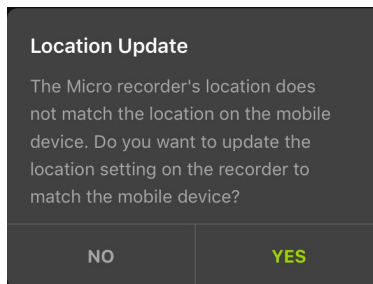 Location Update
The Micro recorder's location does
not match the location on the mobile
device. Do you want to update the
location setting on the recorder to
match the mobile device?
NO
YES